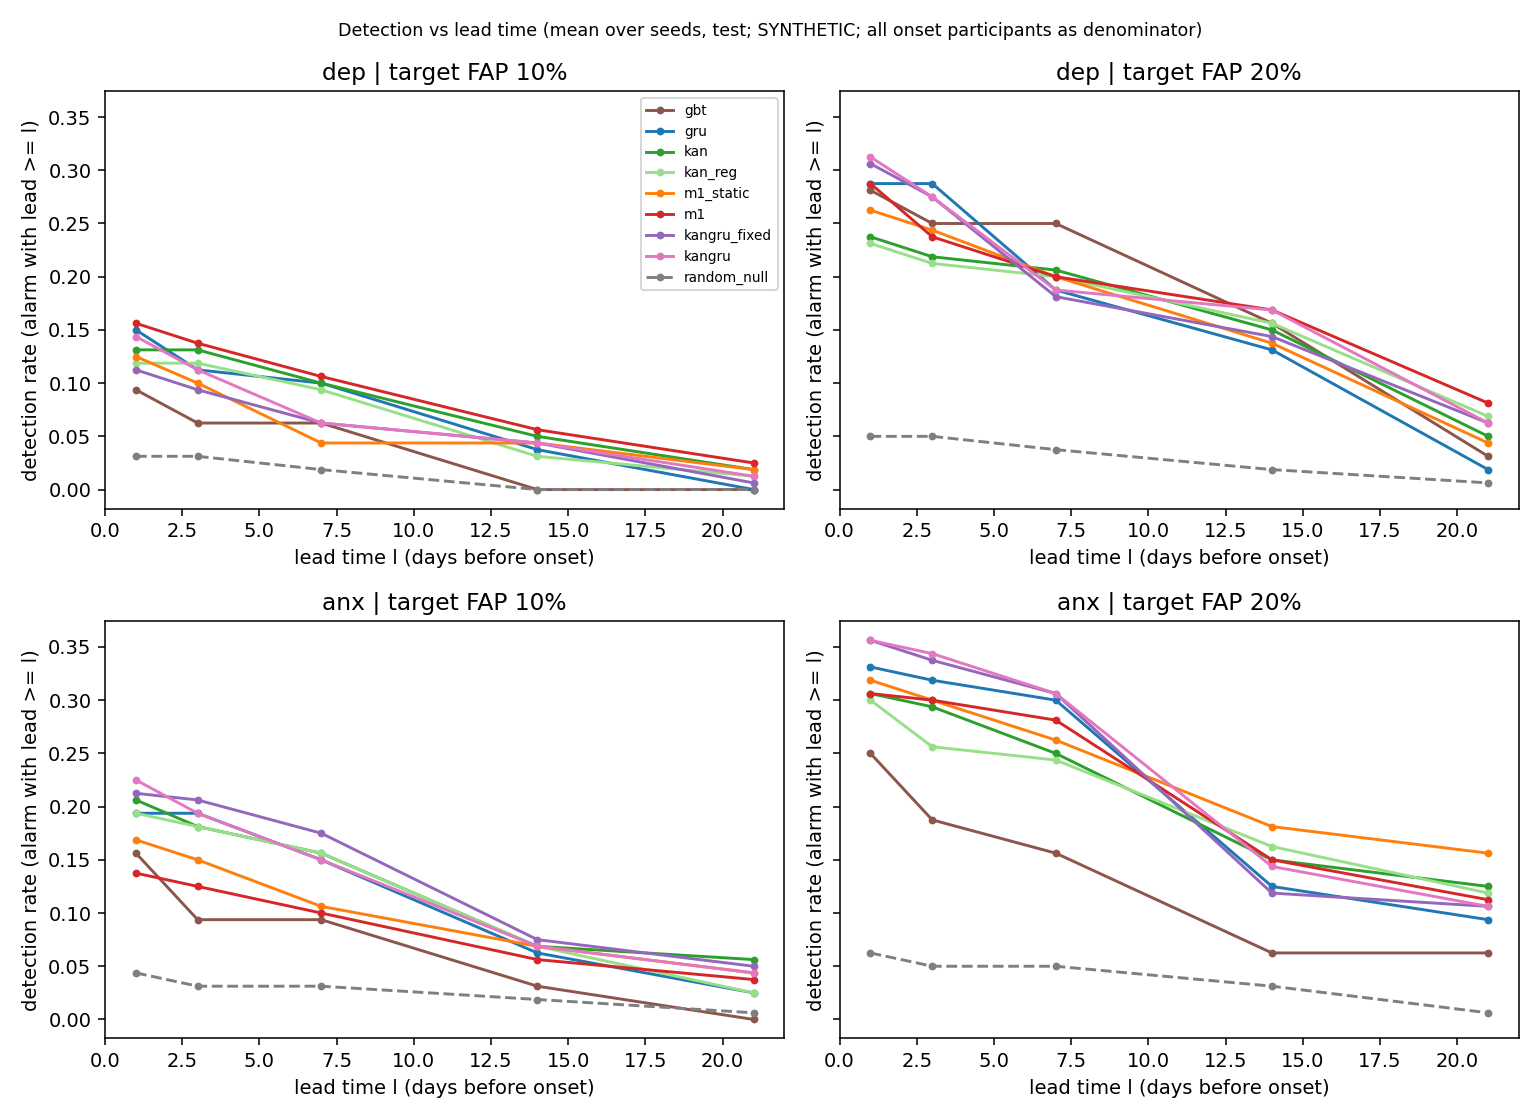 Detection vs lead time (mean over seeds, test; SYNTHETIC; all onset participants as denominator)
dep | target FAP 10%
detection rate (alarm with lead >= l)
0.35
0.30
0.25
0.20
0.15
0.10
0.05
0.00
gbt
gru
kan
kan_reg
m1_static
m1
kangru_fixed
kangru
random_null
0.0 2.5 5.0 7.5 10.0 12.5 15.0 17.5 20.0
lead time l (days before onset)
dep | target FAP 20%
detection rate (alarm with lead >= l)
0.0 2.5 5.0 7.5 10.0 12.5 15.0 17.5 20.0
lead time l (days before onset)
anx | target FAP 10%
detection rate (alarm with lead >= l)
0.35
0.30
0.25
0.20
0.15
0.10
0.05
0.00
0.0 2.5 5.0 7.5 10.0 12.5 15.0 17.5 20.0
lead time l (days before onset)
anx | target FAP 20%
detection rate (alarm with lead >= l)
0.0 2.5 5.0 7.5 10.0 12.5 15.0 17.5 20.0
lead time l (days before onset)